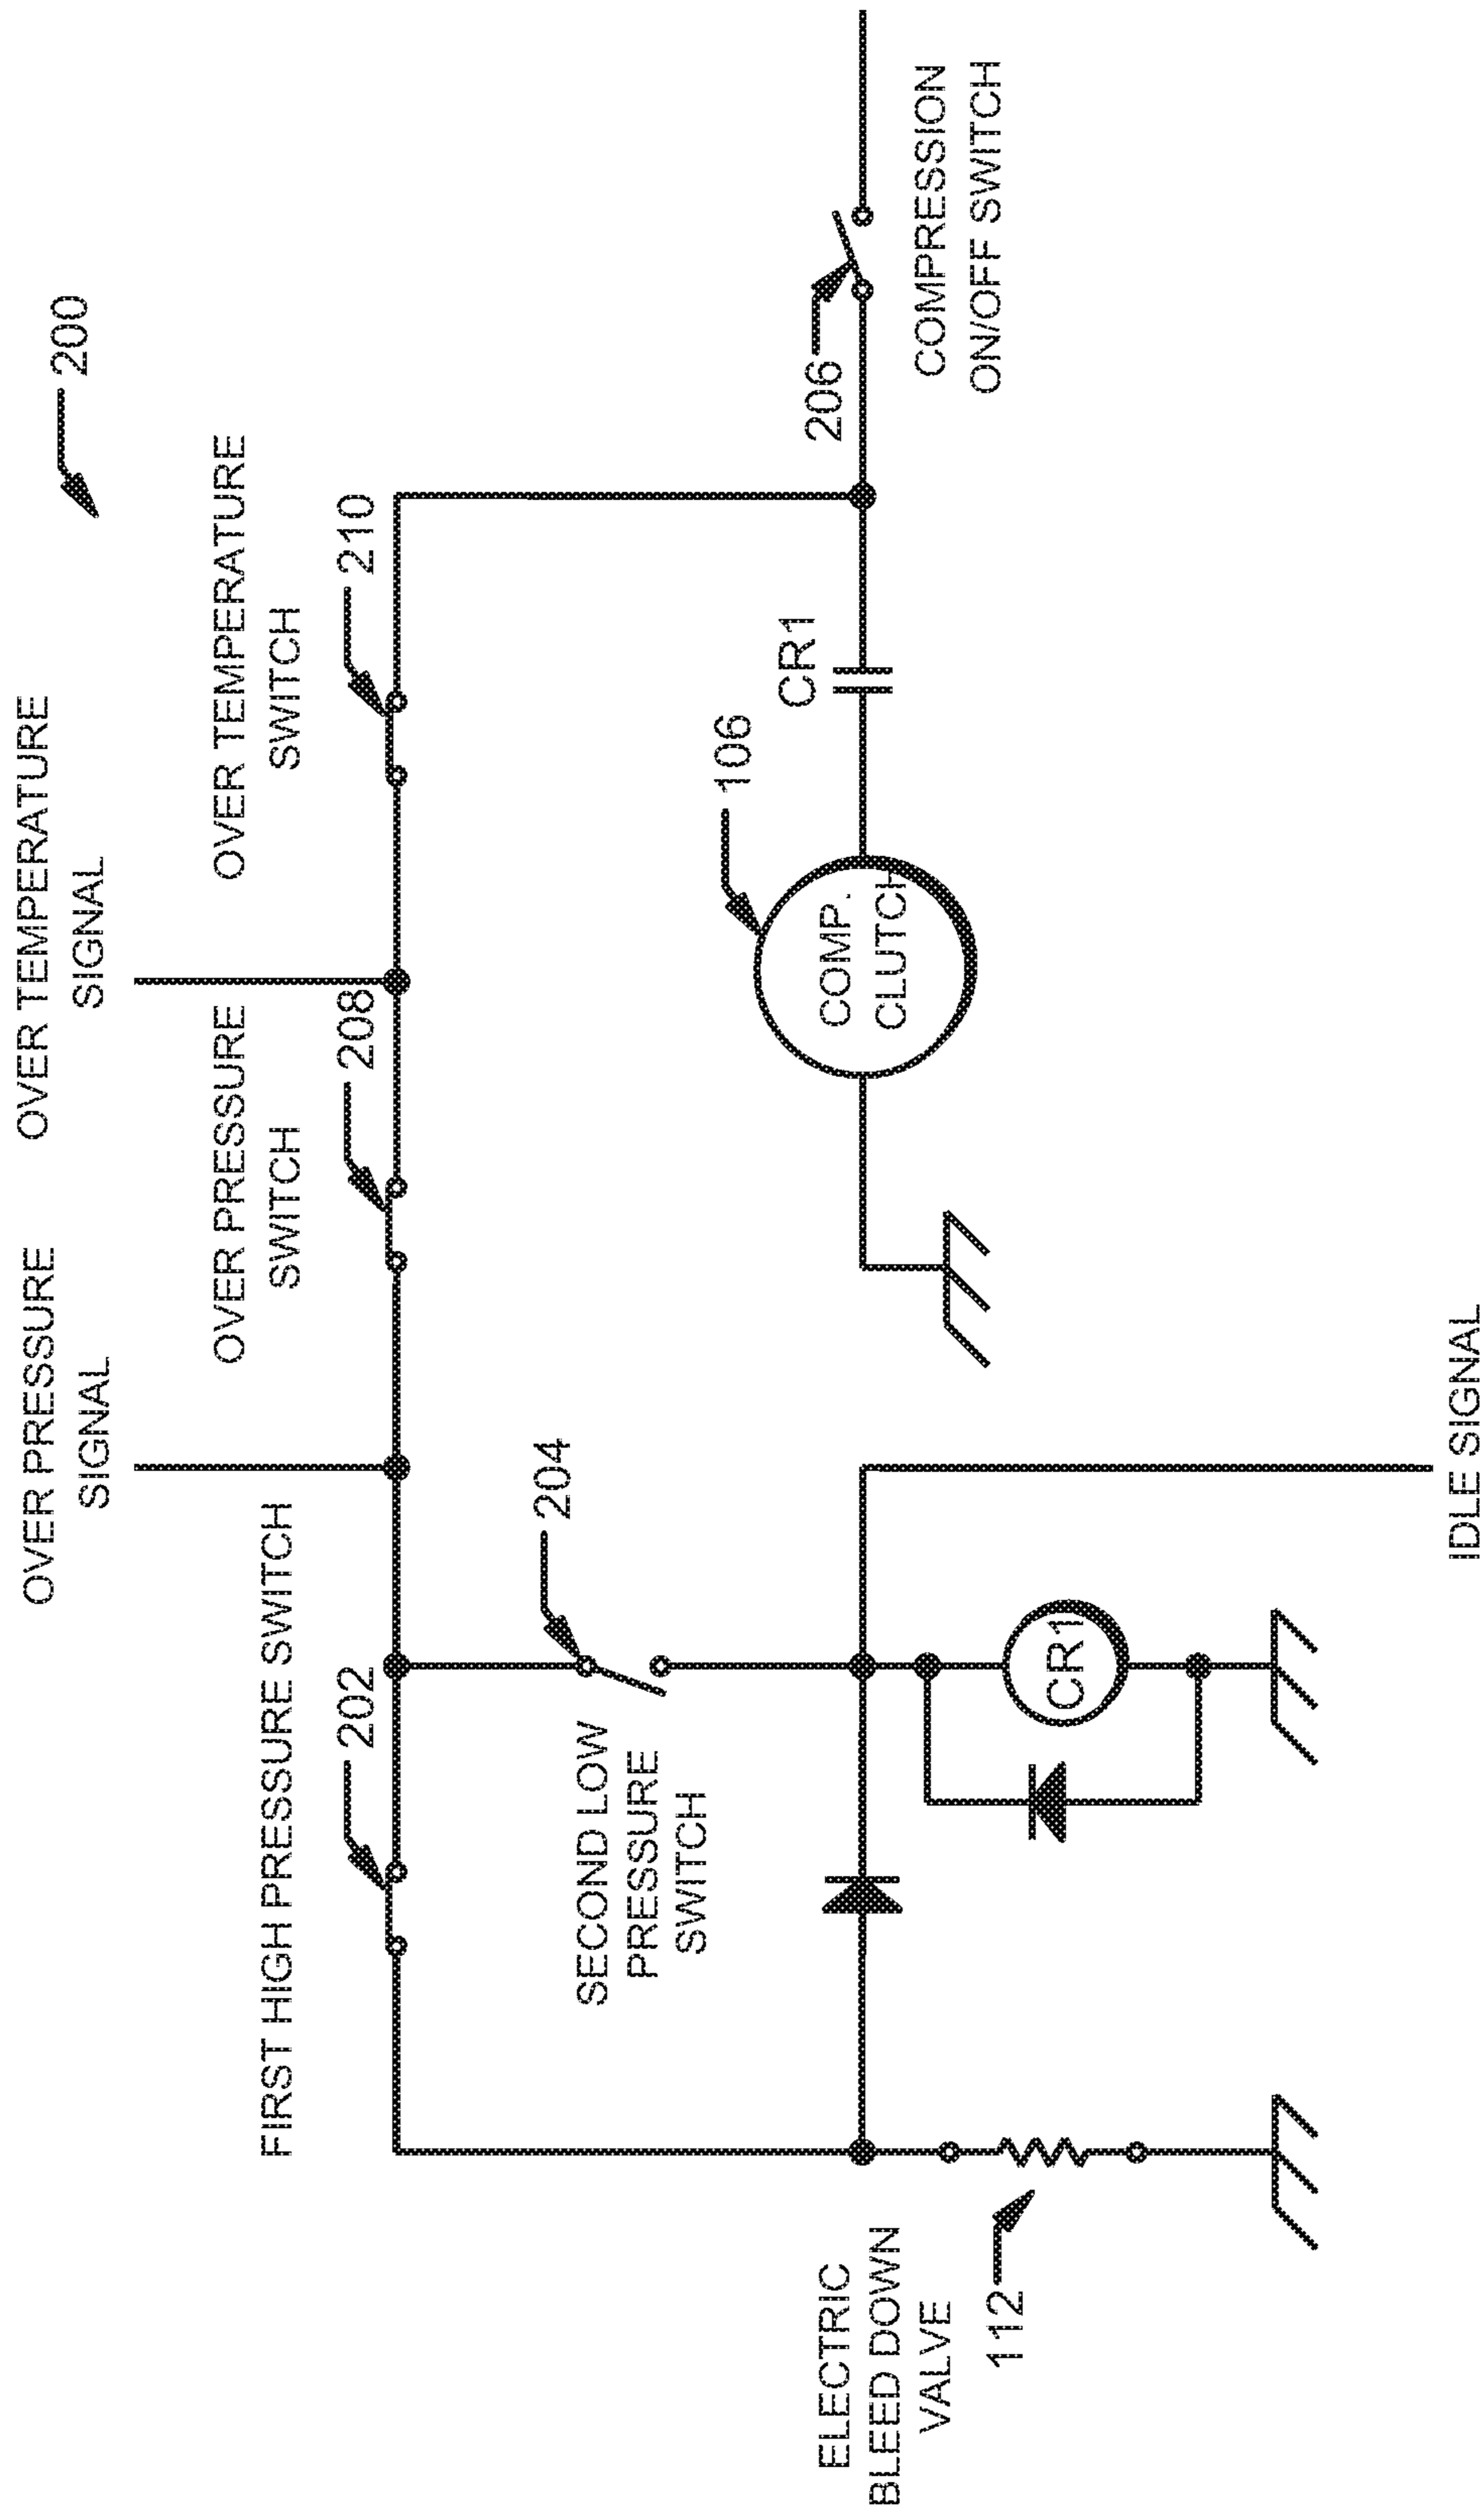 200
OVER PRESSURE
SIGNAL
OVER TEMPERATURE
SIGNAL
FIRST HIGH PRESSURE SWITCH
OVER PRESSURE
SWITCH
OVER TEMPERATURE
SWITCH
202
208
210
204
SECOND LOW
PRESSURE
SWITCH
106
CR1
206
COMP.
CLUTCH
COMPRESSION
ON/OFF SWITCH
ELECTRIC
BLEED DOWN
VALVE
112
CR1
IDLE SIGNAL